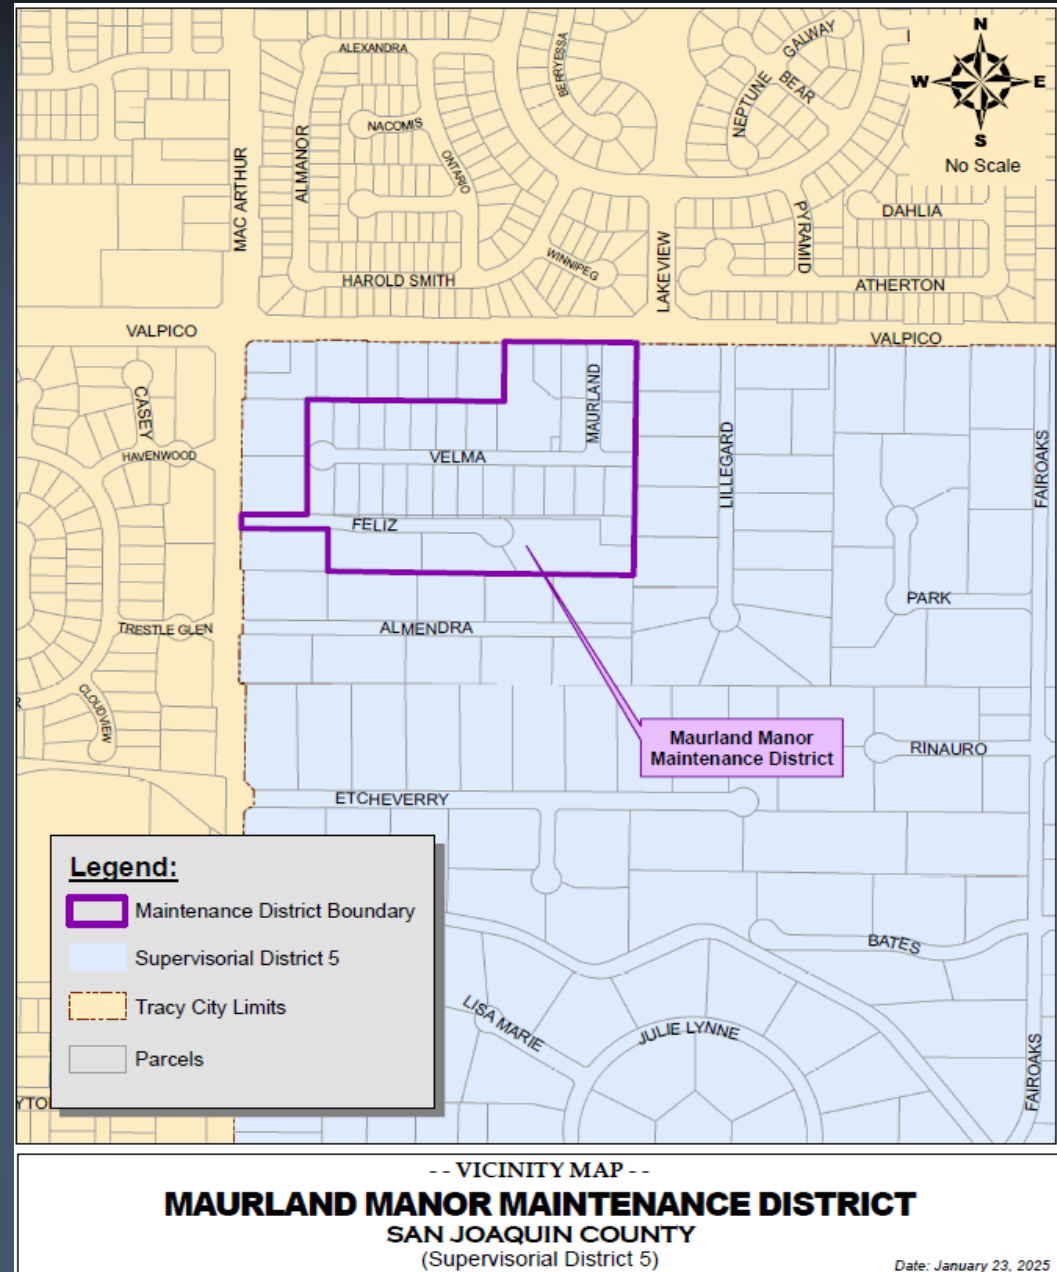 ALEXANDRA
BERRYESSA
GALWAY
NEPTUNE
BEAR
N
W
E
S
No Scale
NACOMIS
ONTARIO
ALMANOR
MAC ARTHUR
HAROLD SMITH
WINNIPEG
LAKEVIEW
PYRAMID
DAHLIA
ATHERTON
VALPICO
VALPICO
CASEY
HAVENWOOD
MAURLAND
VELMA
LILLEGARD
FAIROAKS
FELIZ
PARK
TRESTLE GLEN
ALMENDRA
CLOUDVIEW
Maurland Manor
Maintenance District
RINAURO
ETCHEVERRY
Legend:
Maintenance District Boundary
Supervisorial District 5
Tracy City Limits
Parcels
BATES
LISA MARIE
JULIE LYNNE
FAIROAKS
- - VICINITY MAP - -
MAURLAND MANOR MAINTENANCE DISTRICT
SAN JOAQUIN COUNTY
(Supervisorial District 5)
Date: January 23, 2025